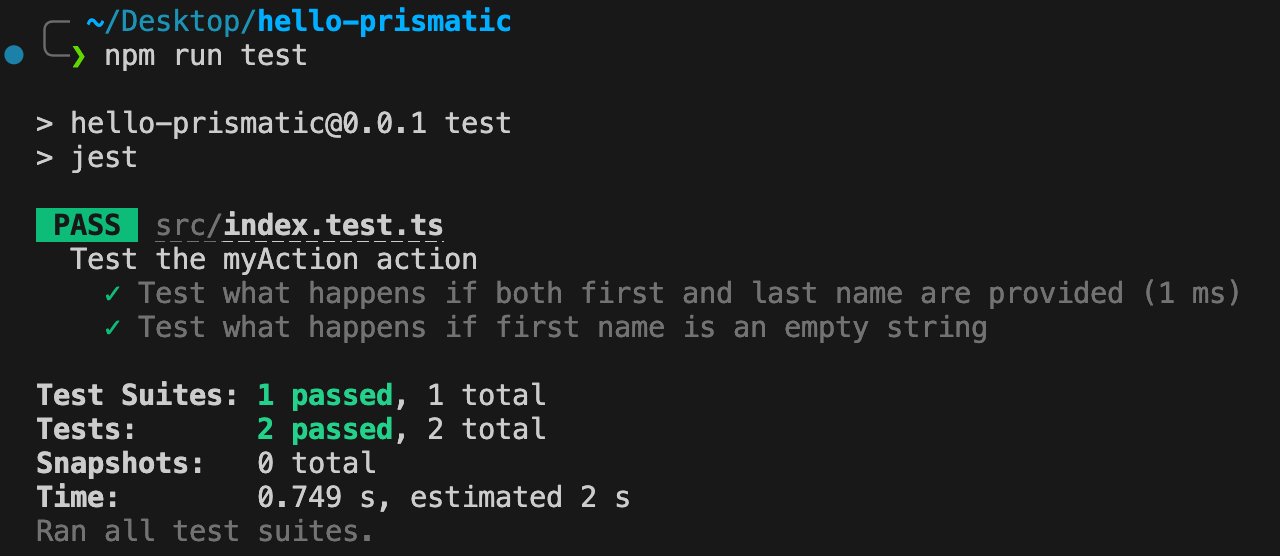 ~/Desktop/hello-prismatic
❯ npm run test
> hello-prismatic@0.0.1 test
> jest
PASS src/index.test.ts
Test the myAction action
✓ Test what happens if both first and last name are provided (1 ms)
✓ Test what happens if first name is an empty string
Test Suites: 1 passed, 1 total
Tests: 2 passed, 2 total
Snapshots: 0 total
Time: 0.749 s, estimated 2 s
Ran all test suites.